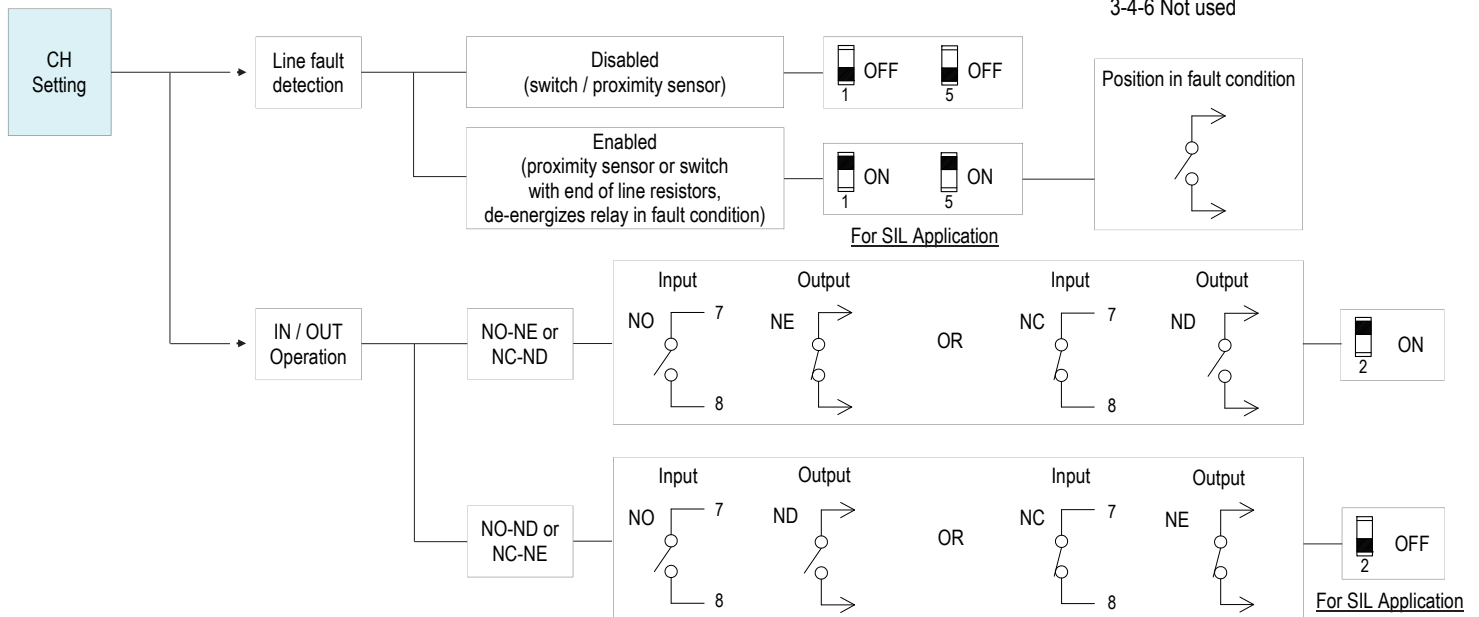 3-4-6 Not used
CH
Setting
Line fault
detection
Disabled
(switch / proximity sensor)
OFF
1
OFF
5
Enabled
(proximity sensor or switch
with end of line resistors,
de-energizes relay in fault condition)
ON
1
ON
5
For SIL Application
Position in fault condition
IN / OUT
Operation
NO-NE or
NC-ND
Input
NO
7
8
Output
NE
OR
Input
NC
7
8
Output
ND
ON
2
NO-ND or
NC-NE
Input
NO
7
8
Output
ND
OR
Input
NC
7
8
Output
NE
OFF
2
For SIL Application